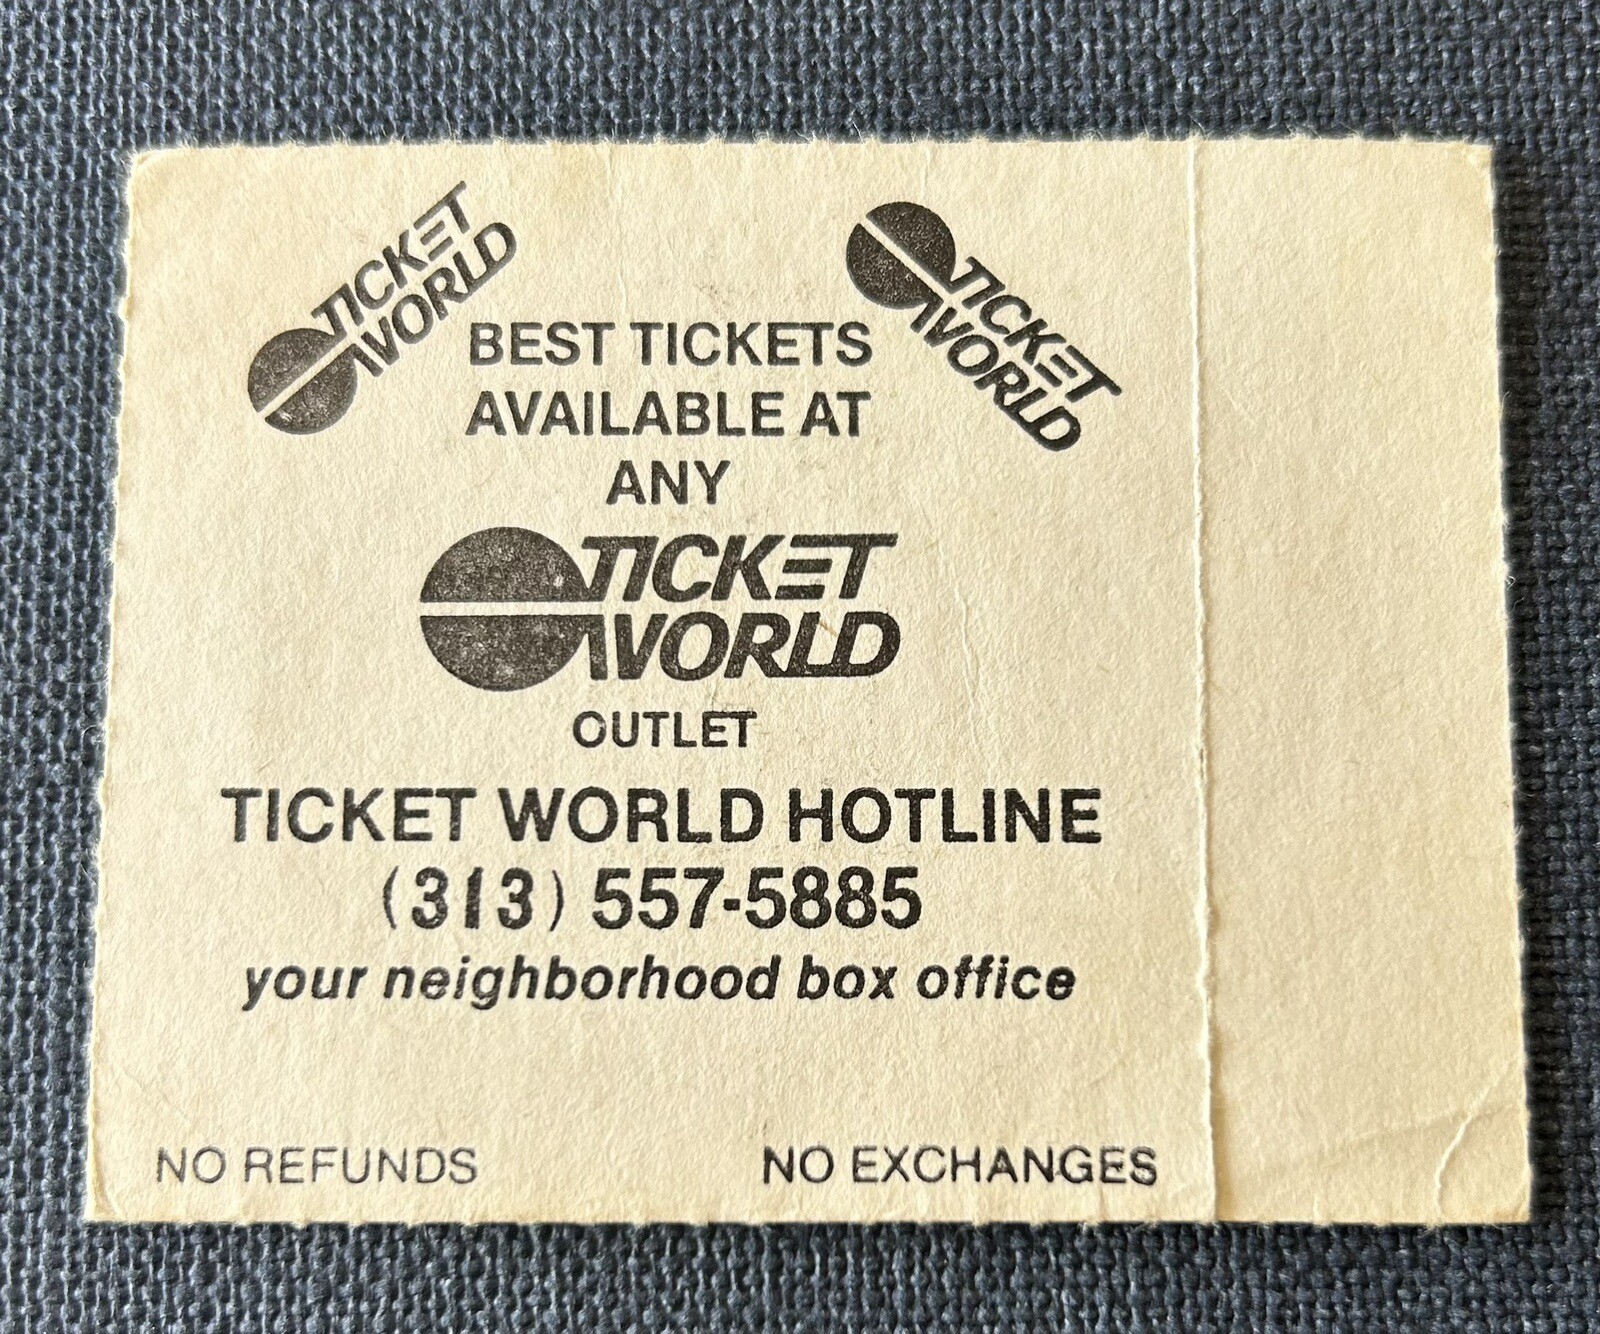 TICKET
WORLD
TICKET
WORLD
BEST TICKETS
AVAILABLE AT
ANY
TICKET
WORLD
OUTLET
TICKET WORLD HOTLINE
(313) 557-5885
your neighborhood box office
NO REFUNDS NO EXCHANGES